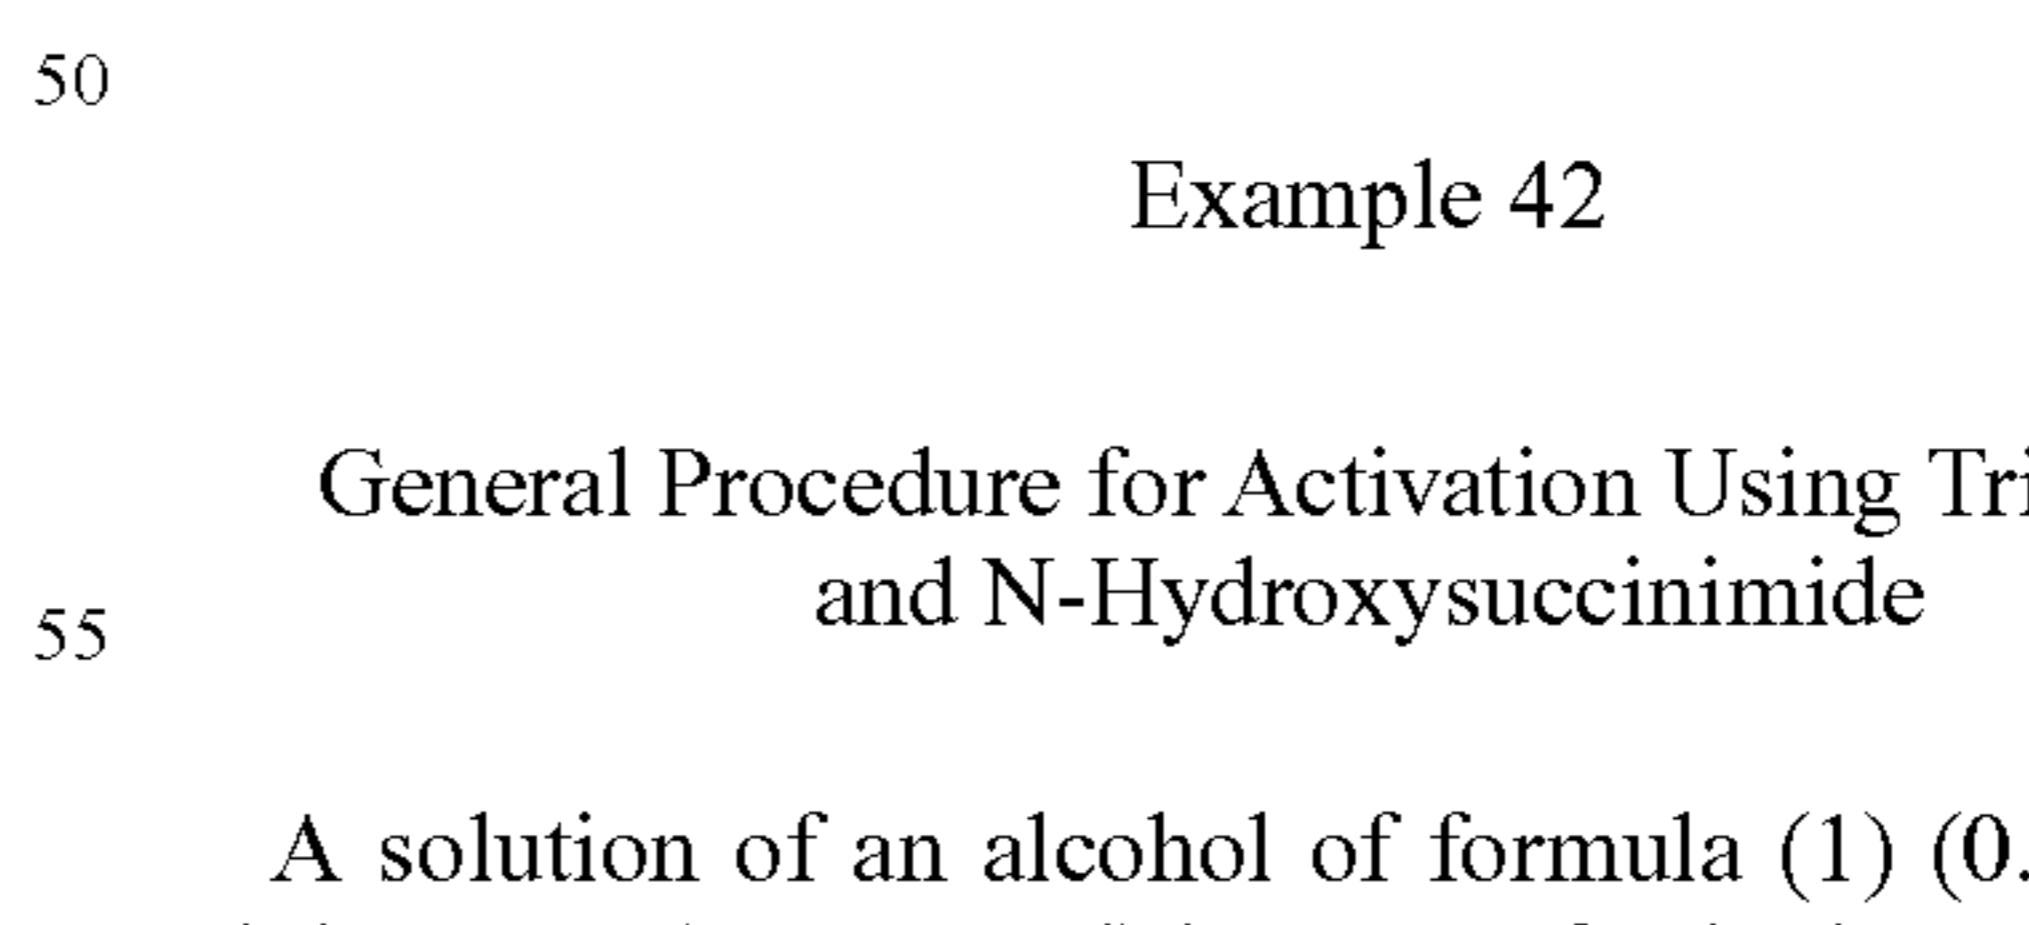 50
Example 42
General Procedure for Activation Using Tri
and N-Hydroxysuccinimide
55
A solution of an alcohol of formula (1) (0.